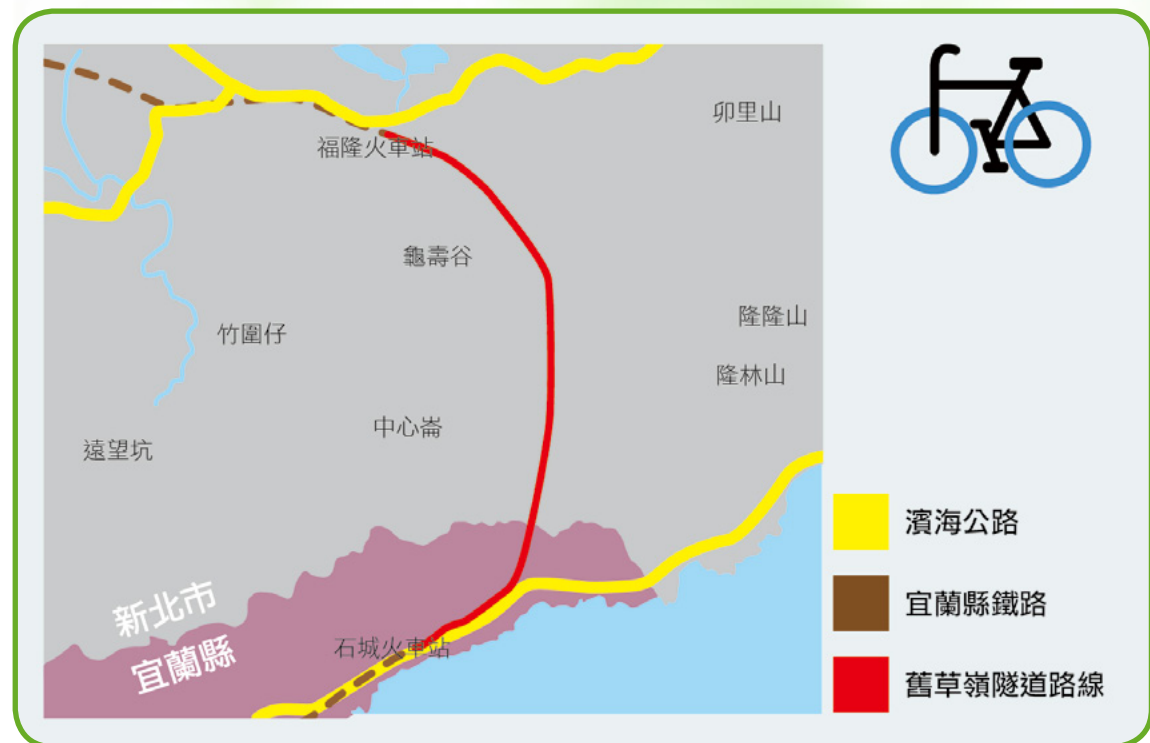 卯里山
福隆火車站
龜壽谷
隆隆山
竹圍仔
隆林山
中心崙
遠望坑
濱海公路
宜蘭縣鐵路
新北市
宜蘭縣
石城火車站
舊草嶺隧道路線